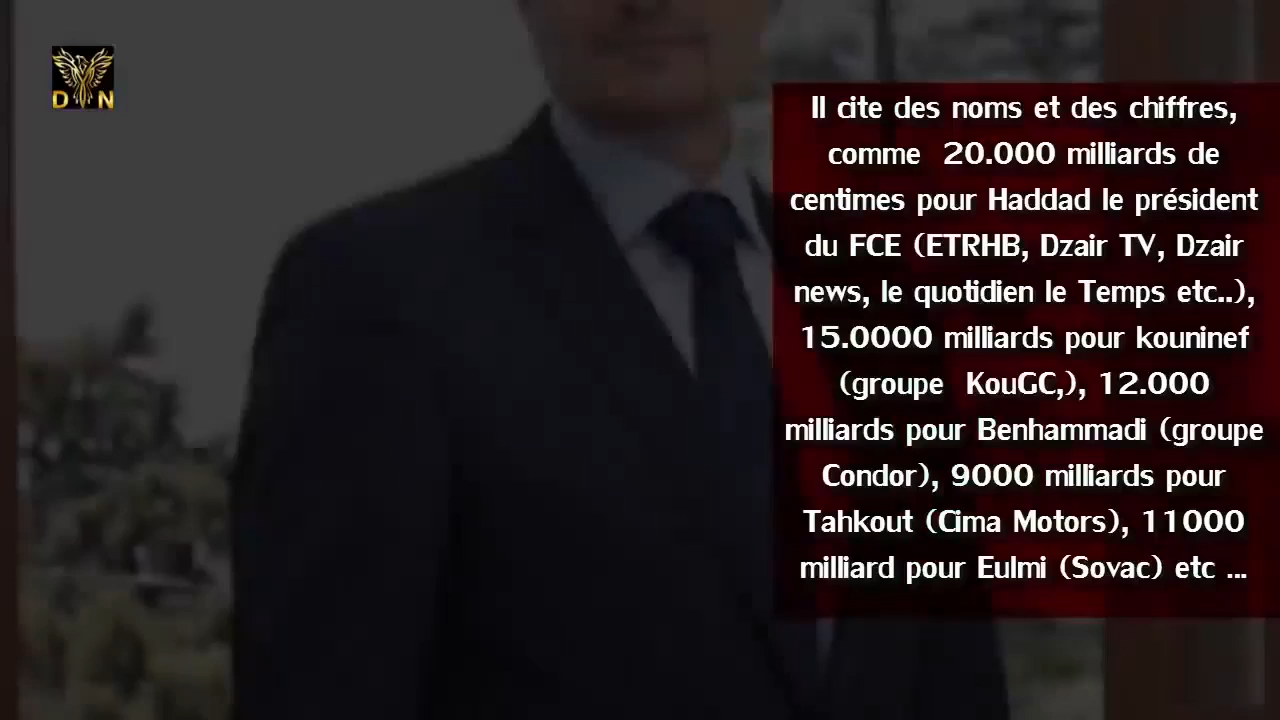 D N
Il cite des noms et des chiffres,
comme 20.000 milliards de
centimes pour Haddad le président
du FCE (ETRHB, Dzair TV, Dzair
news, le quotidien le Temps etc..),
15.0000 milliards pour kouninef
(groupe KouGC,), 12.000
milliards pour Benhammadi (groupe
Condor), 9000 milliards pour
Tahkout (Cima Motors), 11000
milliard pour Eulmi (Sovac) etc ...